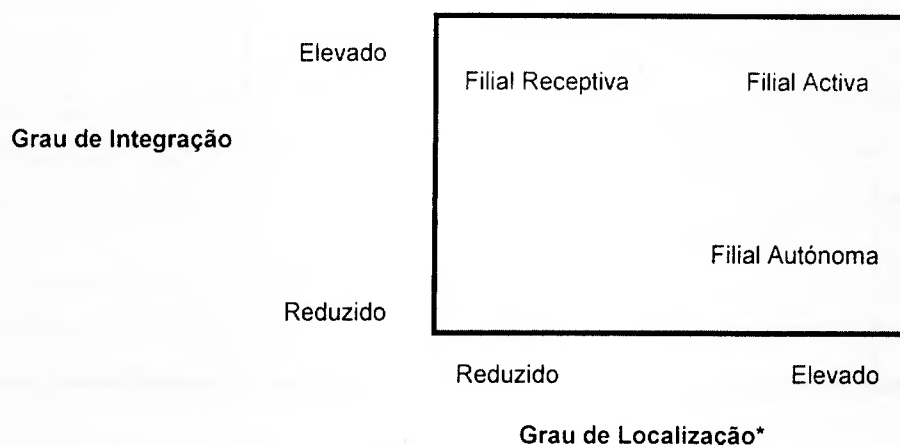 Elevado
Filial Receptiva
Filial Activa
Grau de Integração
Filial Autónoma
Reduzido
Reduzido
Elevado
Grau de Localização*